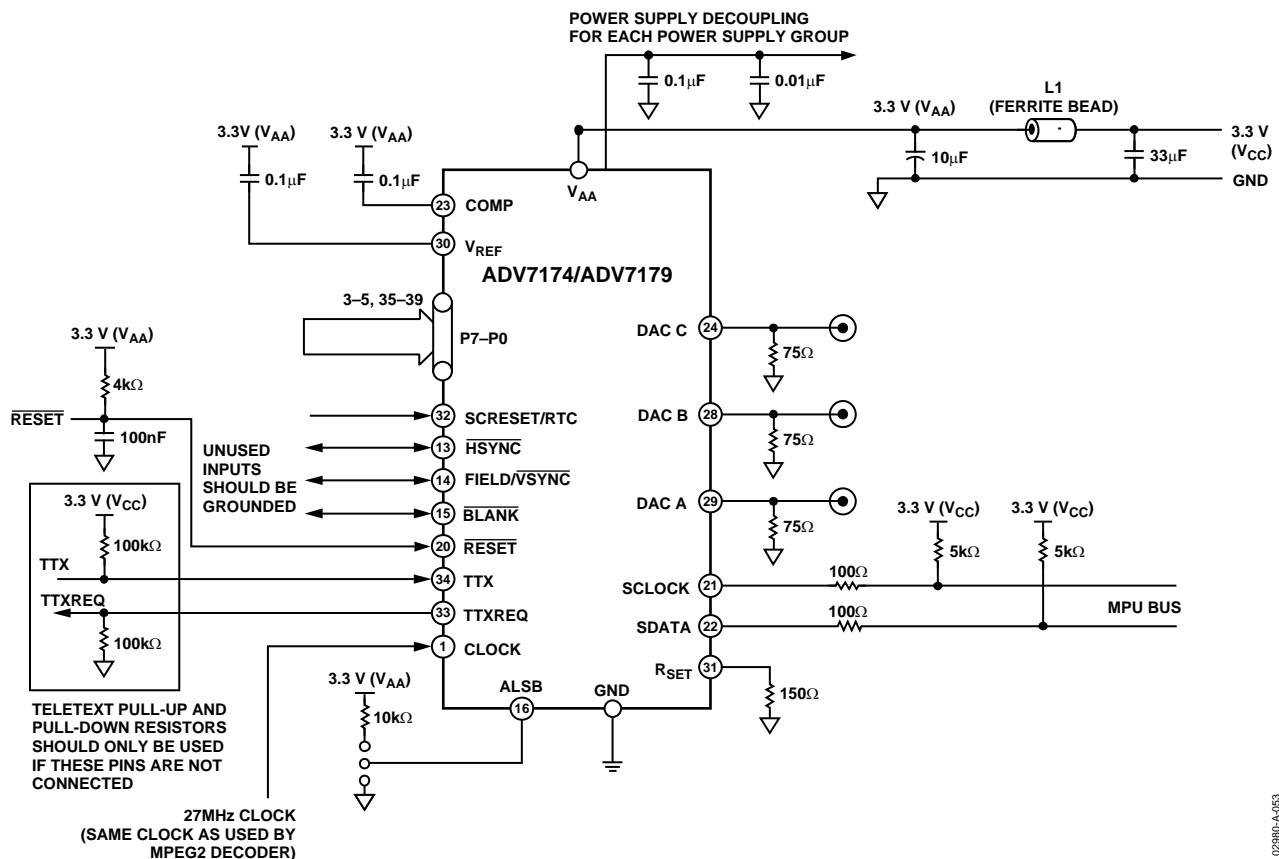 POWER SUPPLY DECOUPLING
FOR EACH POWER SUPPLY GROUP
0.1μF
0.01μF
L1
(FERRITE BEAD)
3.3 V (VAA)
3.3 V
(VCC)
10μF
33μF
GND
3.3V (VAA)
3.3 V (VAA)
0.1μF
0.1μF
VAA
23
COMP
30
VREF
ADV7174/ADV7179
3–5, 35–39
P7–P0
3.3 V (VAA)
4kΩ
RESET
100nF
UNUSED
INPUTS
SHOULD BE
GROUNDED
32
SCRESET/RTC
13
HSYNC
14
FIELD/VSYNC
15
BLANK
20
RESET
34
TTX
33
TTXREQ
1
CLOCK
3.3 V (VCC)
100kΩ
TTX
TTXREQ
100kΩ
TELETEXT PULL-UP AND
PULL-DOWN RESISTORS
SHOULD ONLY BE USED
IF THESE PINS ARE NOT
CONNECTED
27MHz CLOCK
(SAME CLOCK AS USED BY
MPEG2 DECODER)
3.3 V (VAA)
10kΩ
ALSB
16
GND
DAC C
24
75Ω
DAC B
28
75Ω
DAC A
29
75Ω
3.3 V (VCC)
3.3 V (VCC)
5kΩ
5kΩ
SCLOCK
21
100Ω
SDATA
22
100Ω
MPU BUS
RSET
31
150Ω
02980-A-053